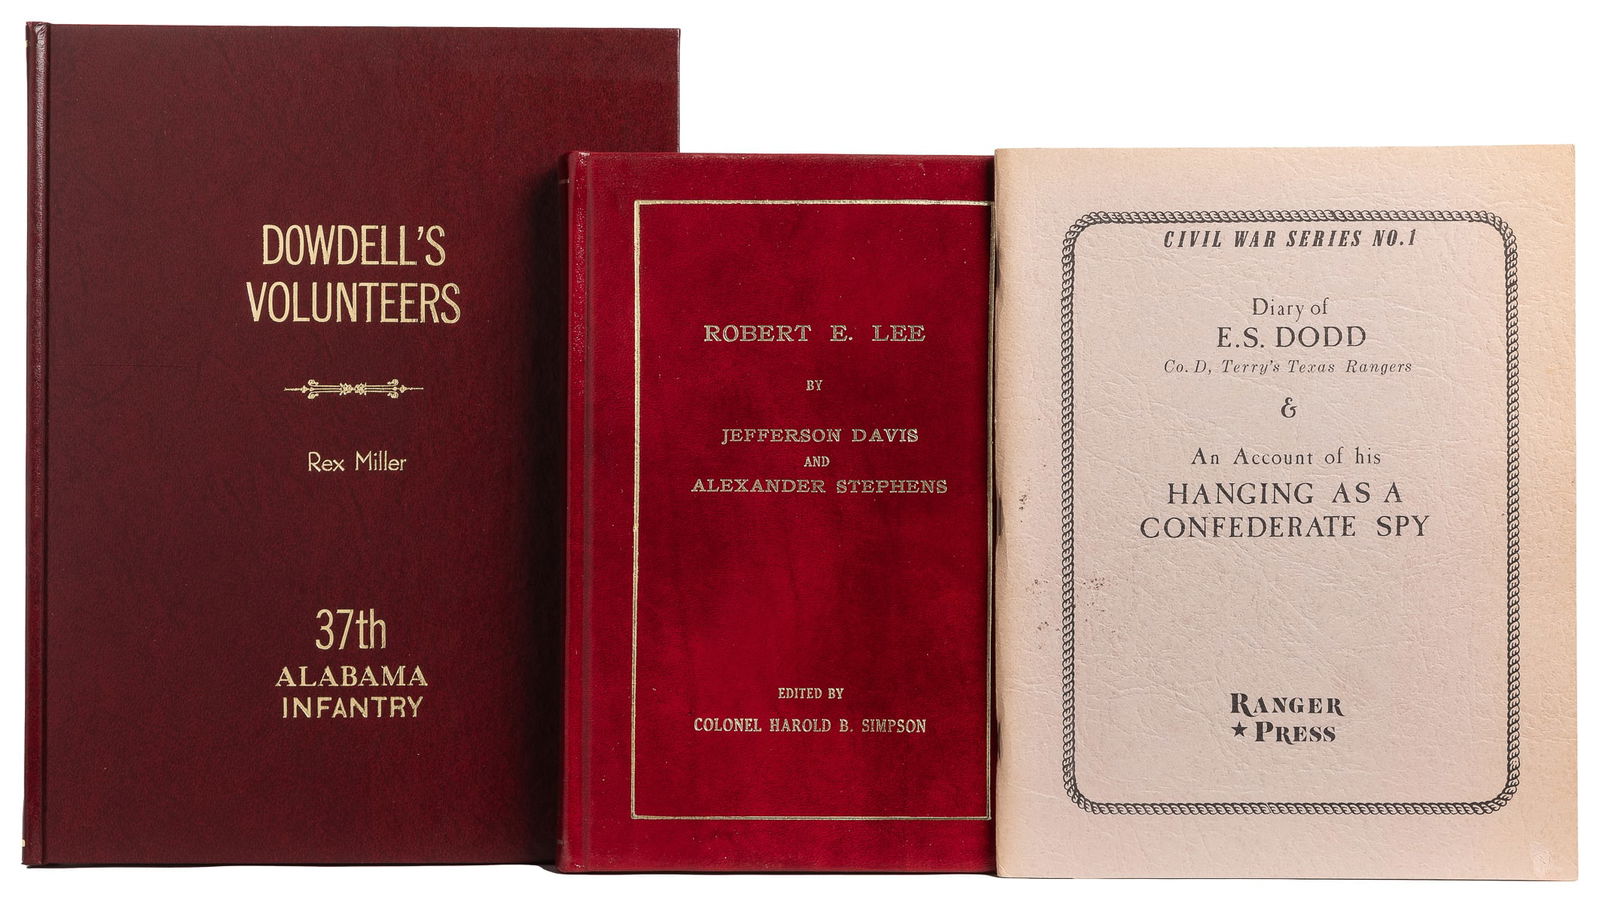 DOWDELL'S
VOLUNTEERS
Rex Miller
37th
ALABAMA
INFANTRY
ROBERT E. LEE
BY
JEFFERSON DAVIS
AND
ALEXANDER STEPHENS
EDITED BY
COLONEL HAROLD B. SIMPSON
CIVIL WAR SERIES NO.1
Diary of
E.S. DODD
Co. D, Terry's Texas Rangers
&
An Account of his
HANGING AS A
CONFEDERATE SPY
RANGER
★PRESS